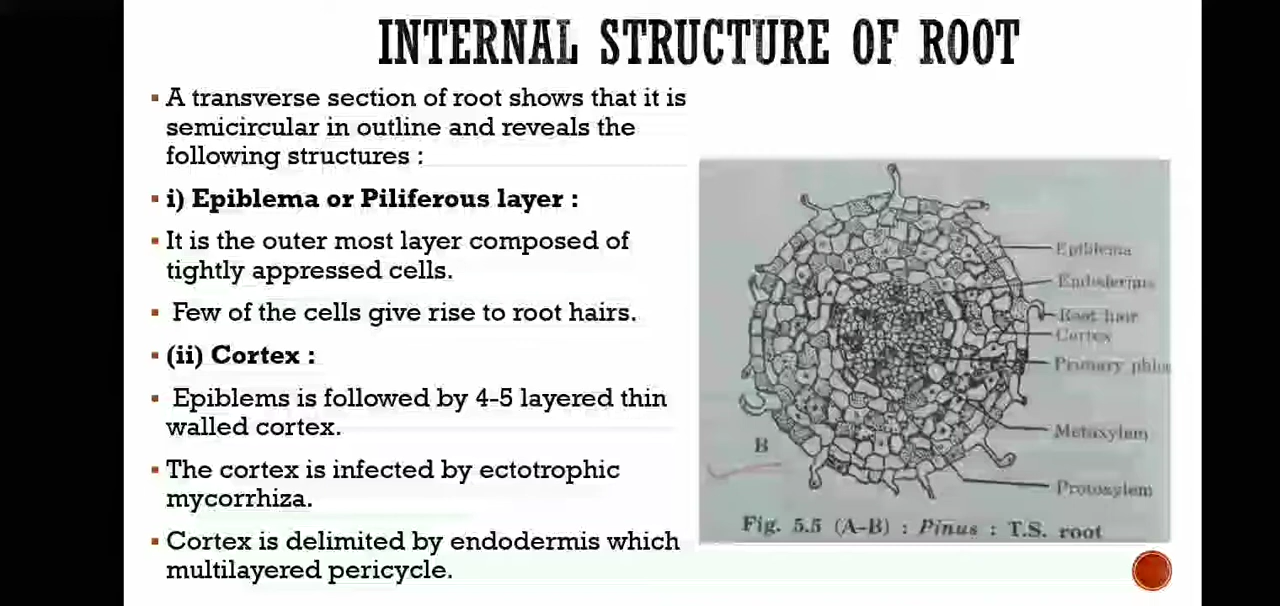 INTERNAL STRUCTURE OF ROOT
▪ A transverse section of root shows that it is
semicircular in outline and reveals the
following structures :
▪ i) Epiblema or Piliferous layer :
▪ It is the outer most layer composed of
tightly appressed cells.
▪ Few of the cells give rise to root hairs.
▪ (ii) Cortex :
▪ Epiblems is followed by 4-5 layered thin
walled cortex.
▪ The cortex is infected by ectotrophic
mycorrhiza.
▪ Cortex is delimited by endodermis which
multilayered pericycle.
Epiblema
Endodermis
Root hair
Cortex
Primary phlo
Metaxylem
Protoxylem
B
Fig. 5.5 (A-B) : Pinus : T.S. root